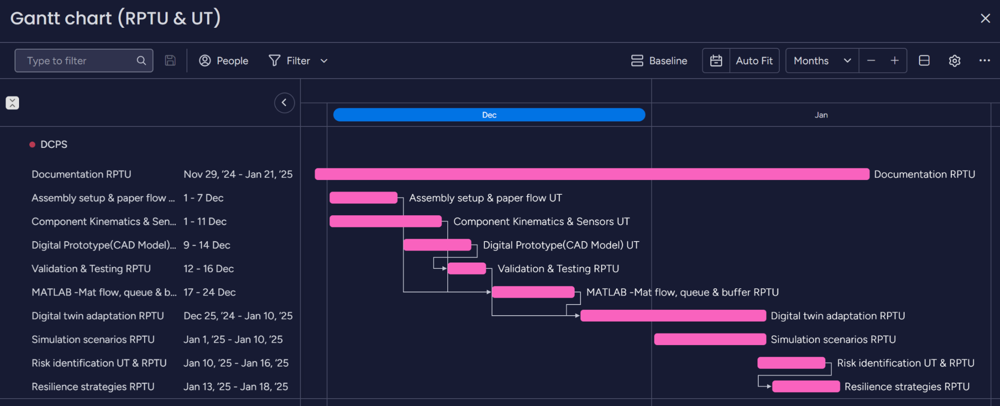 Gantt chart (RPTU & UT)
Type to filter
People
Filter
Baseline
Auto Fit
Months
Dec
Jan
DCPS
Documentation RPTU Nov 29, '24 - Jan 21, '25 Documentation RPTU
Assembly setup & paper flow ... 1 - 7 Dec Assembly setup & paper flow UT
Component Kinematics & Sen... 1 - 11 Dec Component Kinematics & Sensors UT
Digital Prototype(CAD Model)... 9 - 14 Dec Digital Prototype(CAD Model) UT
Validation & Testing RPTU 12 - 16 Dec Validation & Testing RPTU
MATLAB -Mat flow, queue & b... 17 - 24 Dec MATLAB -Mat flow, queue & buffer RPTU
Digital twin adaptation RPTU Dec 25, '24 - Jan 10, '25 Digital twin adaptation RPTU
Simulation scenarios RPTU Jan 1, '25 - Jan 10, '25 Simulation scenarios RPTU
Risk identification UT & RPTU Jan 10, '25 - Jan 16, '25 Risk identification UT & RPTU
Resilience strategies RPTU Jan 13, '25 - Jan 18, '25 Resilience strategies RPTU